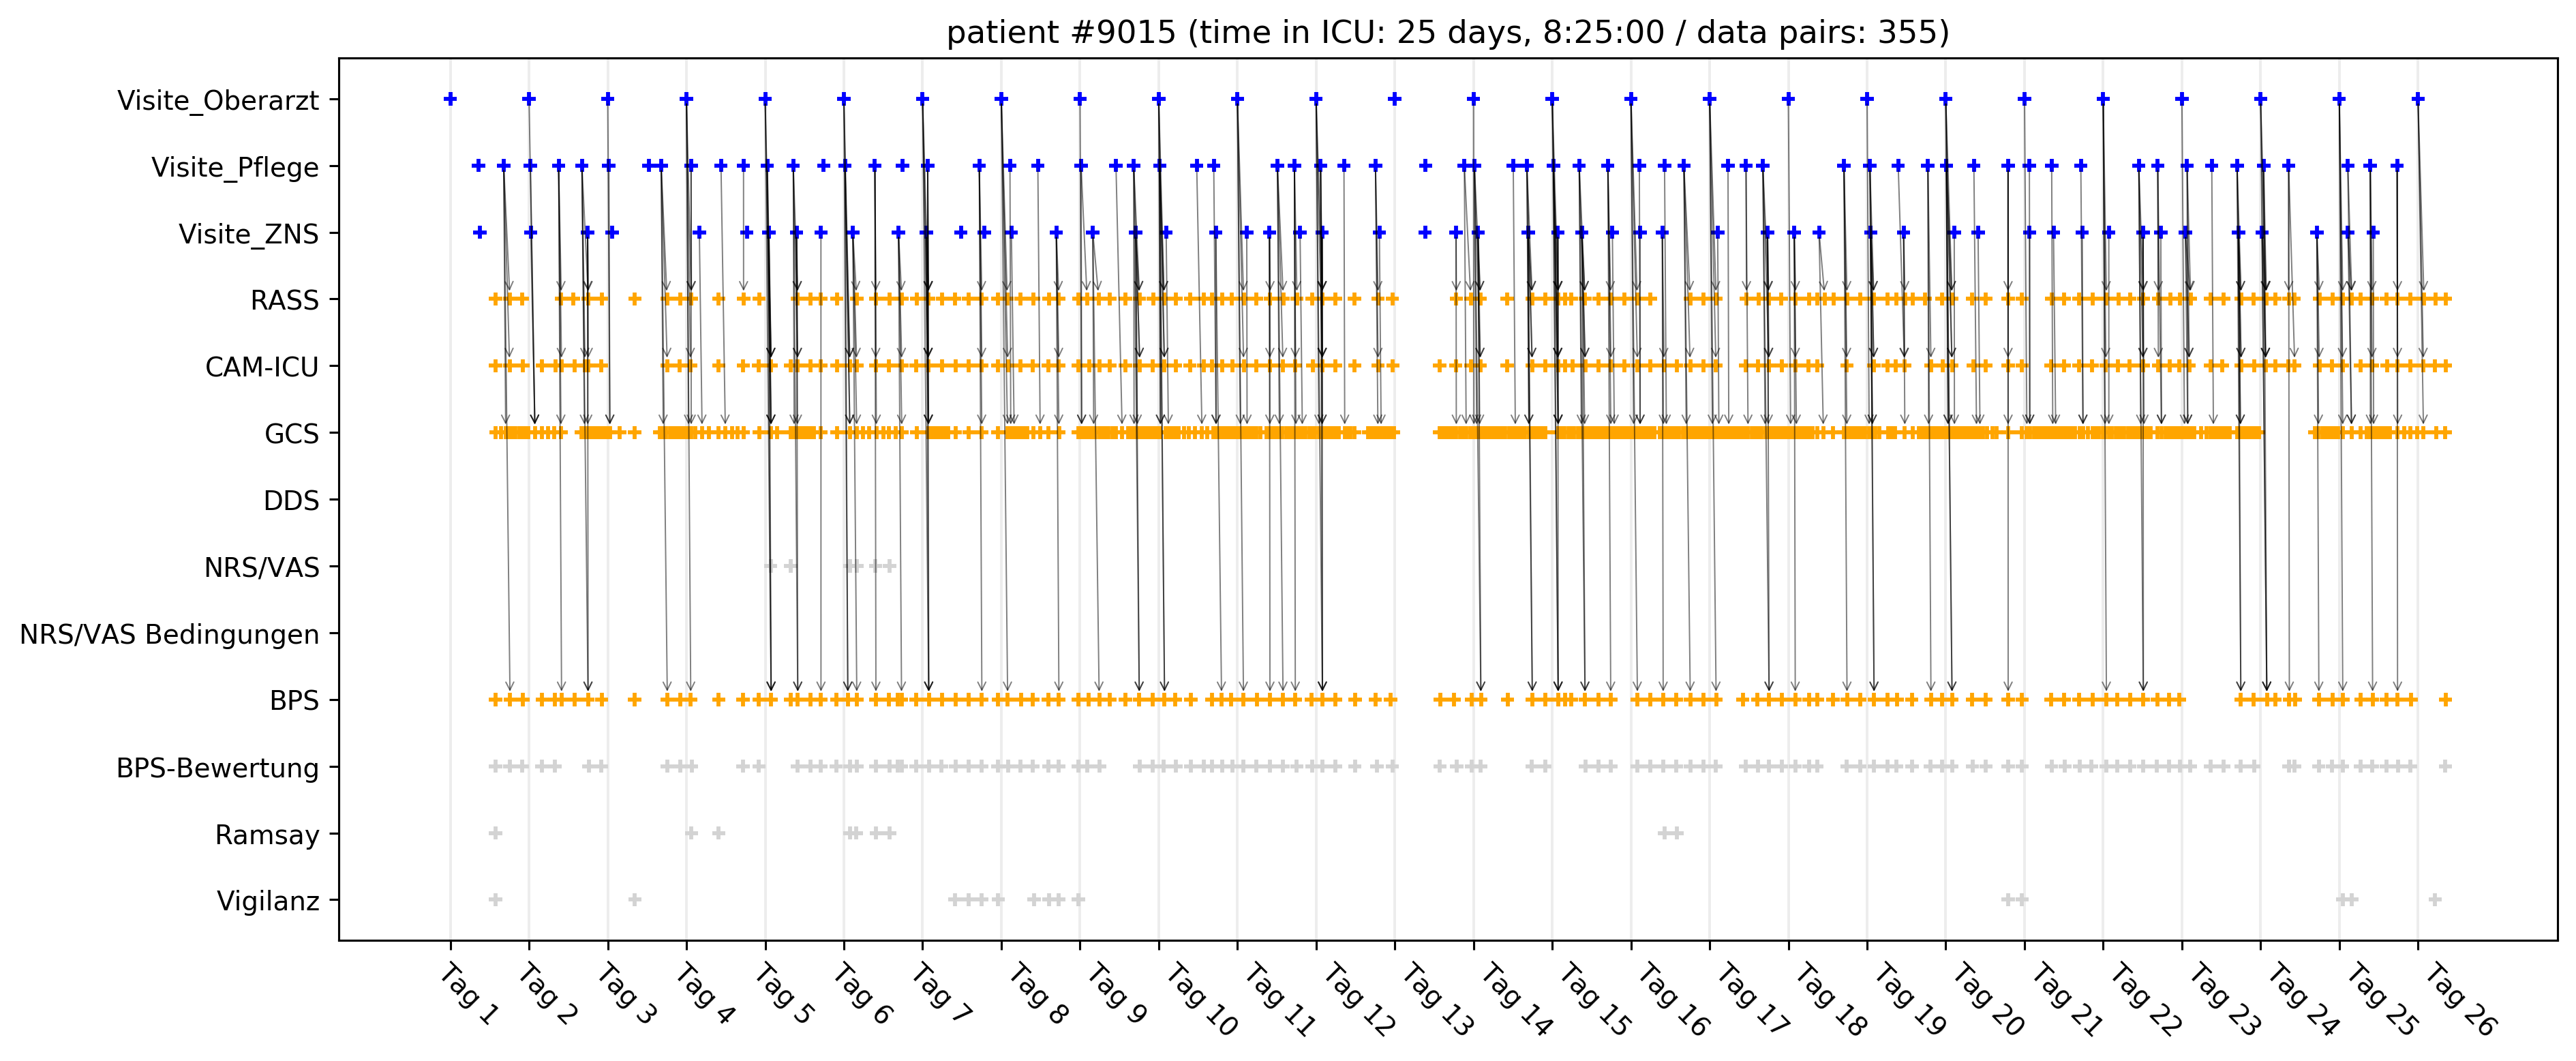 patient #9015 (time in ICU: 25 days, 8:25:00 / data pairs: 355)
Visite_Oberarzt
Visite_Pflege
Visite_ZNS
RASS
CAM-ICU
GCS
DDS
NRS/VAS
NRS/VAS Bedingungen
BPS
BPS-Bewertung
Ramsay
Vigilanz
Tag 1
Tag 2
Tag 3
Tag 4
Tag 5
Tag 6
Tag 7
Tag 8
Tag 9
Tag 10
Tag 11
Tag 12
Tag 13
Tag 14
Tag 15
Tag 16
Tag 17
Tag 18
Tag 19
Tag 20
Tag 21
Tag 22
Tag 23
Tag 24
Tag 25
Tag 26